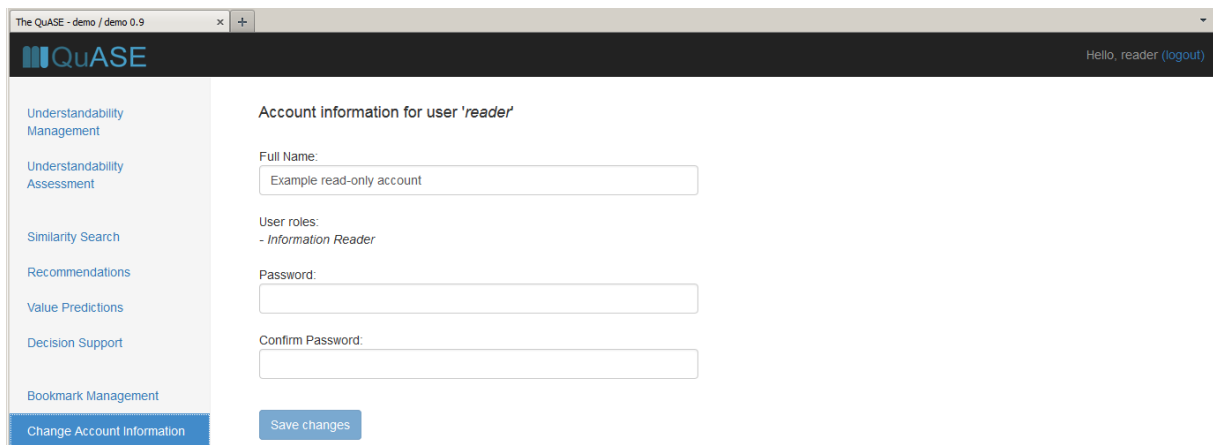 The QuASE - demo / demo 0.9
QuASE
Hello, reader (logout)
Understandability
Management
Understandability
Assessment
Similarity Search
Recommendations
Value Predictions
Decision Support
Bookmark Management
Change Account Information
Account information for user 'reader'
Full Name:
Example read-only account
User roles:
- Information Reader
Password:
Confirm Password:
Save changes